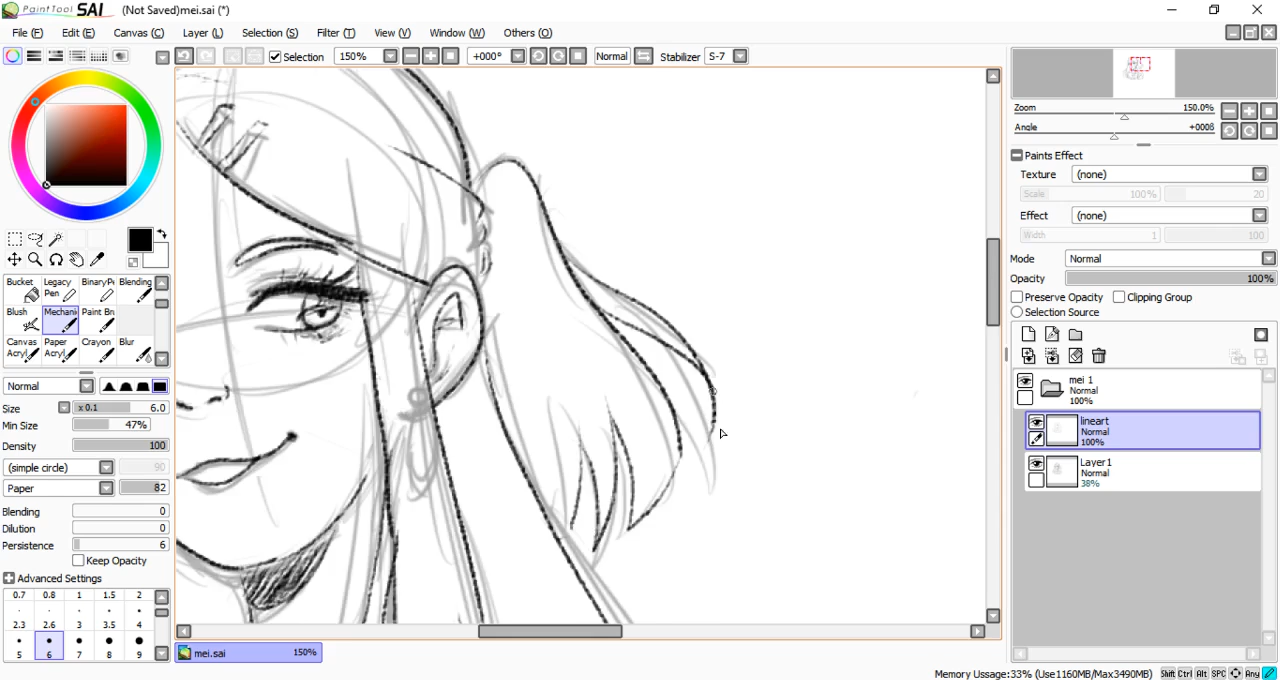 PaintTool SAI (Not Saved)mei.sai (*)
File (F) Edit (E) Canvas (C) Layer (L) Selection (S) Filter (T) View (V) Window (W) Others (O)
Selection 150% +000° Normal Stabilizer S-7
Zoom 150.0%
Angle
Paints Effect
Texture (none)
Scale 100% 20
Effect (none)
Width 1 100
Mode Normal
Opacity 100%
Preserve Opacity Clipping Group
Selection Source
Bucket Legacy Pen BinaryPe Blending
Blush Mechani Paint Bru
Canvas Acryl Paper Acryl Crayon Blur
Normal
Size x 0.1 6.0
Min Size 47%
Density 100
(simple circle) 90
Paper 82
Blending 0
Dilution 0
Persistence 6
Keep Opacity
Advanced Settings
0.7 0.8 1 1.5 2
2.3 2.6 3 3.5 4
5 6 7 8 9
mei 1
Normal
100%
lineart
Normal
100%
Layer1
Normal
38%
mei.sai 150%
Memory Ussage:33% (Use1160MB/Max3490MB) Shift Ctrl Alt SPC Any